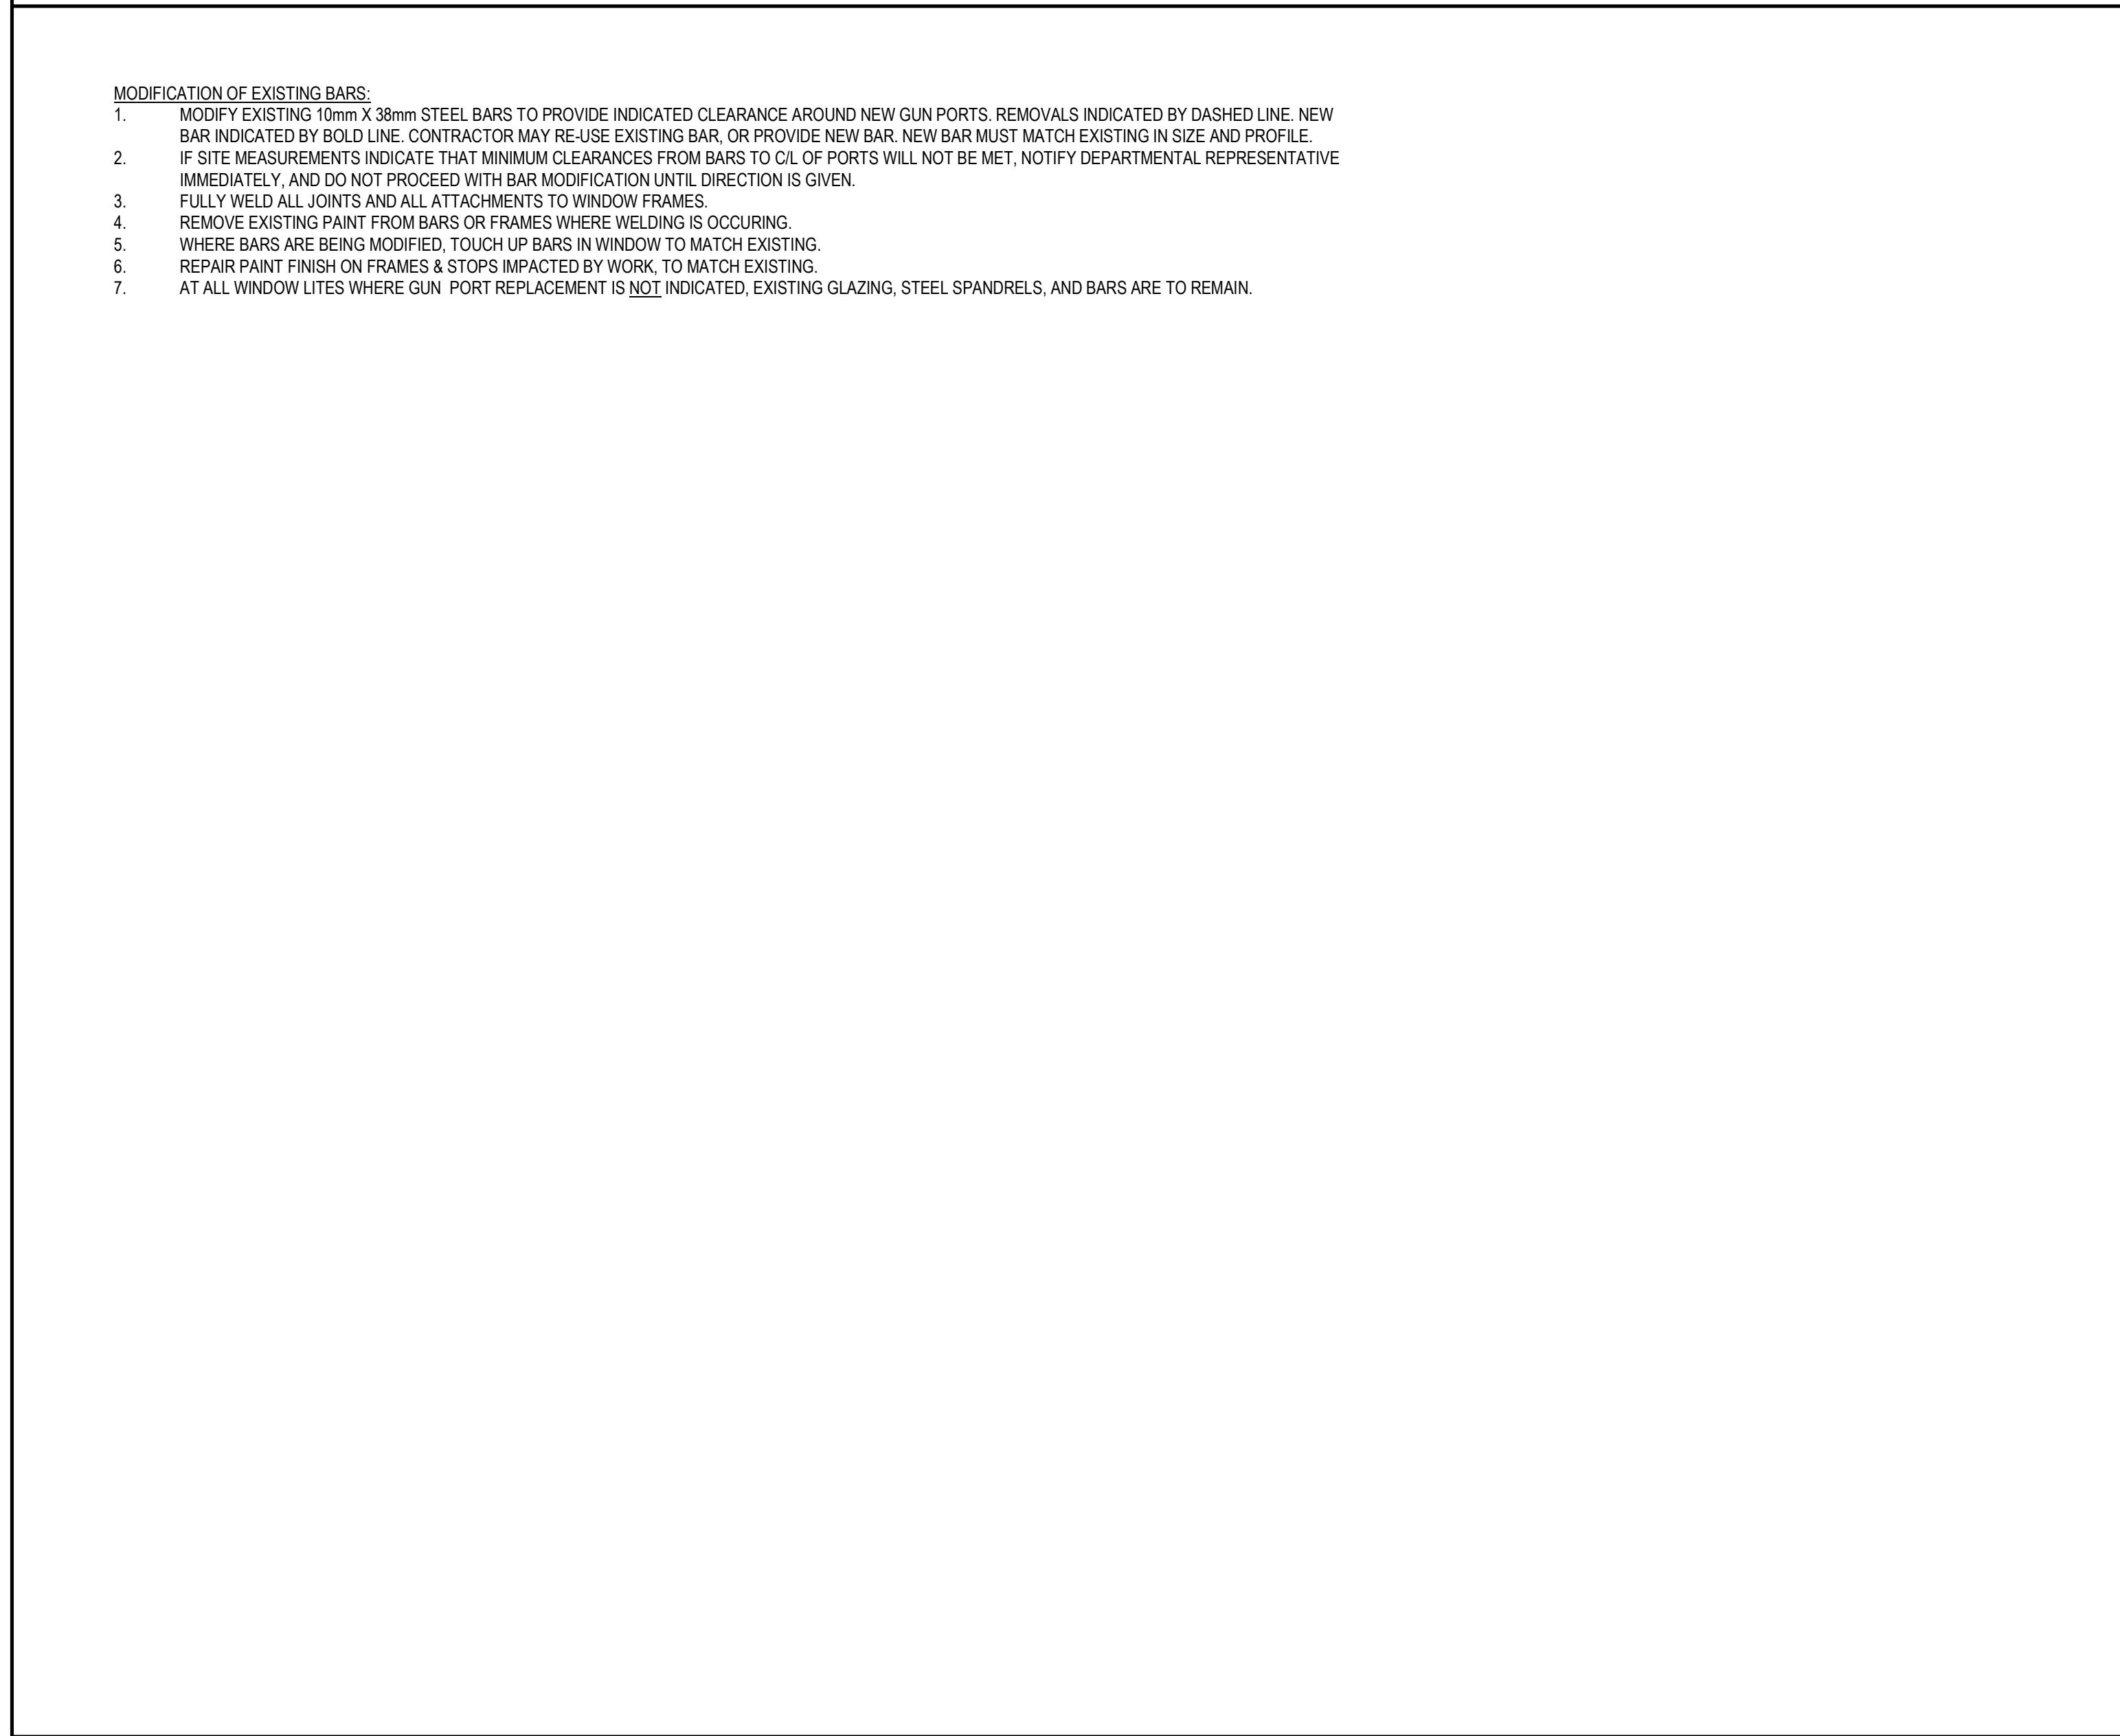 MODIFICATION OF EXISTING BARS:
1. MODIFY EXISTING 10mm X 38mm STEEL BARS TO PROVIDE INDICATED CLEARANCE AROUND NEW GUN PORTS. REMOVALS INDICATED BY DASHED LINE. NEW
BAR INDICATED BY BOLD LINE. CONTRACTOR MAY RE-USE EXISTING BAR, OR PROVIDE NEW BAR. NEW BAR MUST MATCH EXISTING IN SIZE AND PROFILE.
2. IF SITE MEASUREMENTS INDICATE THAT MINIMUM CLEARANCES FROM BARS TO C/L OF PORTS WILL NOT BE MET, NOTIFY DEPARTMENTAL REPRESENTATIVE
IMMEDIATELY, AND DO NOT PROCEED WITH BAR MODIFICATION UNTIL DIRECTION IS GIVEN.
3. FULLY WELD ALL JOINTS AND ALL ATTACHMENTS TO WINDOW FRAMES.
4. REMOVE EXISTING PAINT FROM BARS OR FRAMES WHERE WELDING IS OCCURING.
5. WHERE BARS ARE BEING MODIFIED, TOUCH UP BARS IN WINDOW TO MATCH EXISTING.
6. REPAIR PAINT FINISH ON FRAMES & STOPS IMPACTED BY WORK, TO MATCH EXISTING.
7. AT ALL WINDOW LITES WHERE GUN  PORT REPLACEMENT IS NOT INDICATED, EXISTING GLAZING, STEEL SPANDRELS, AND BARS ARE TO REMAIN.